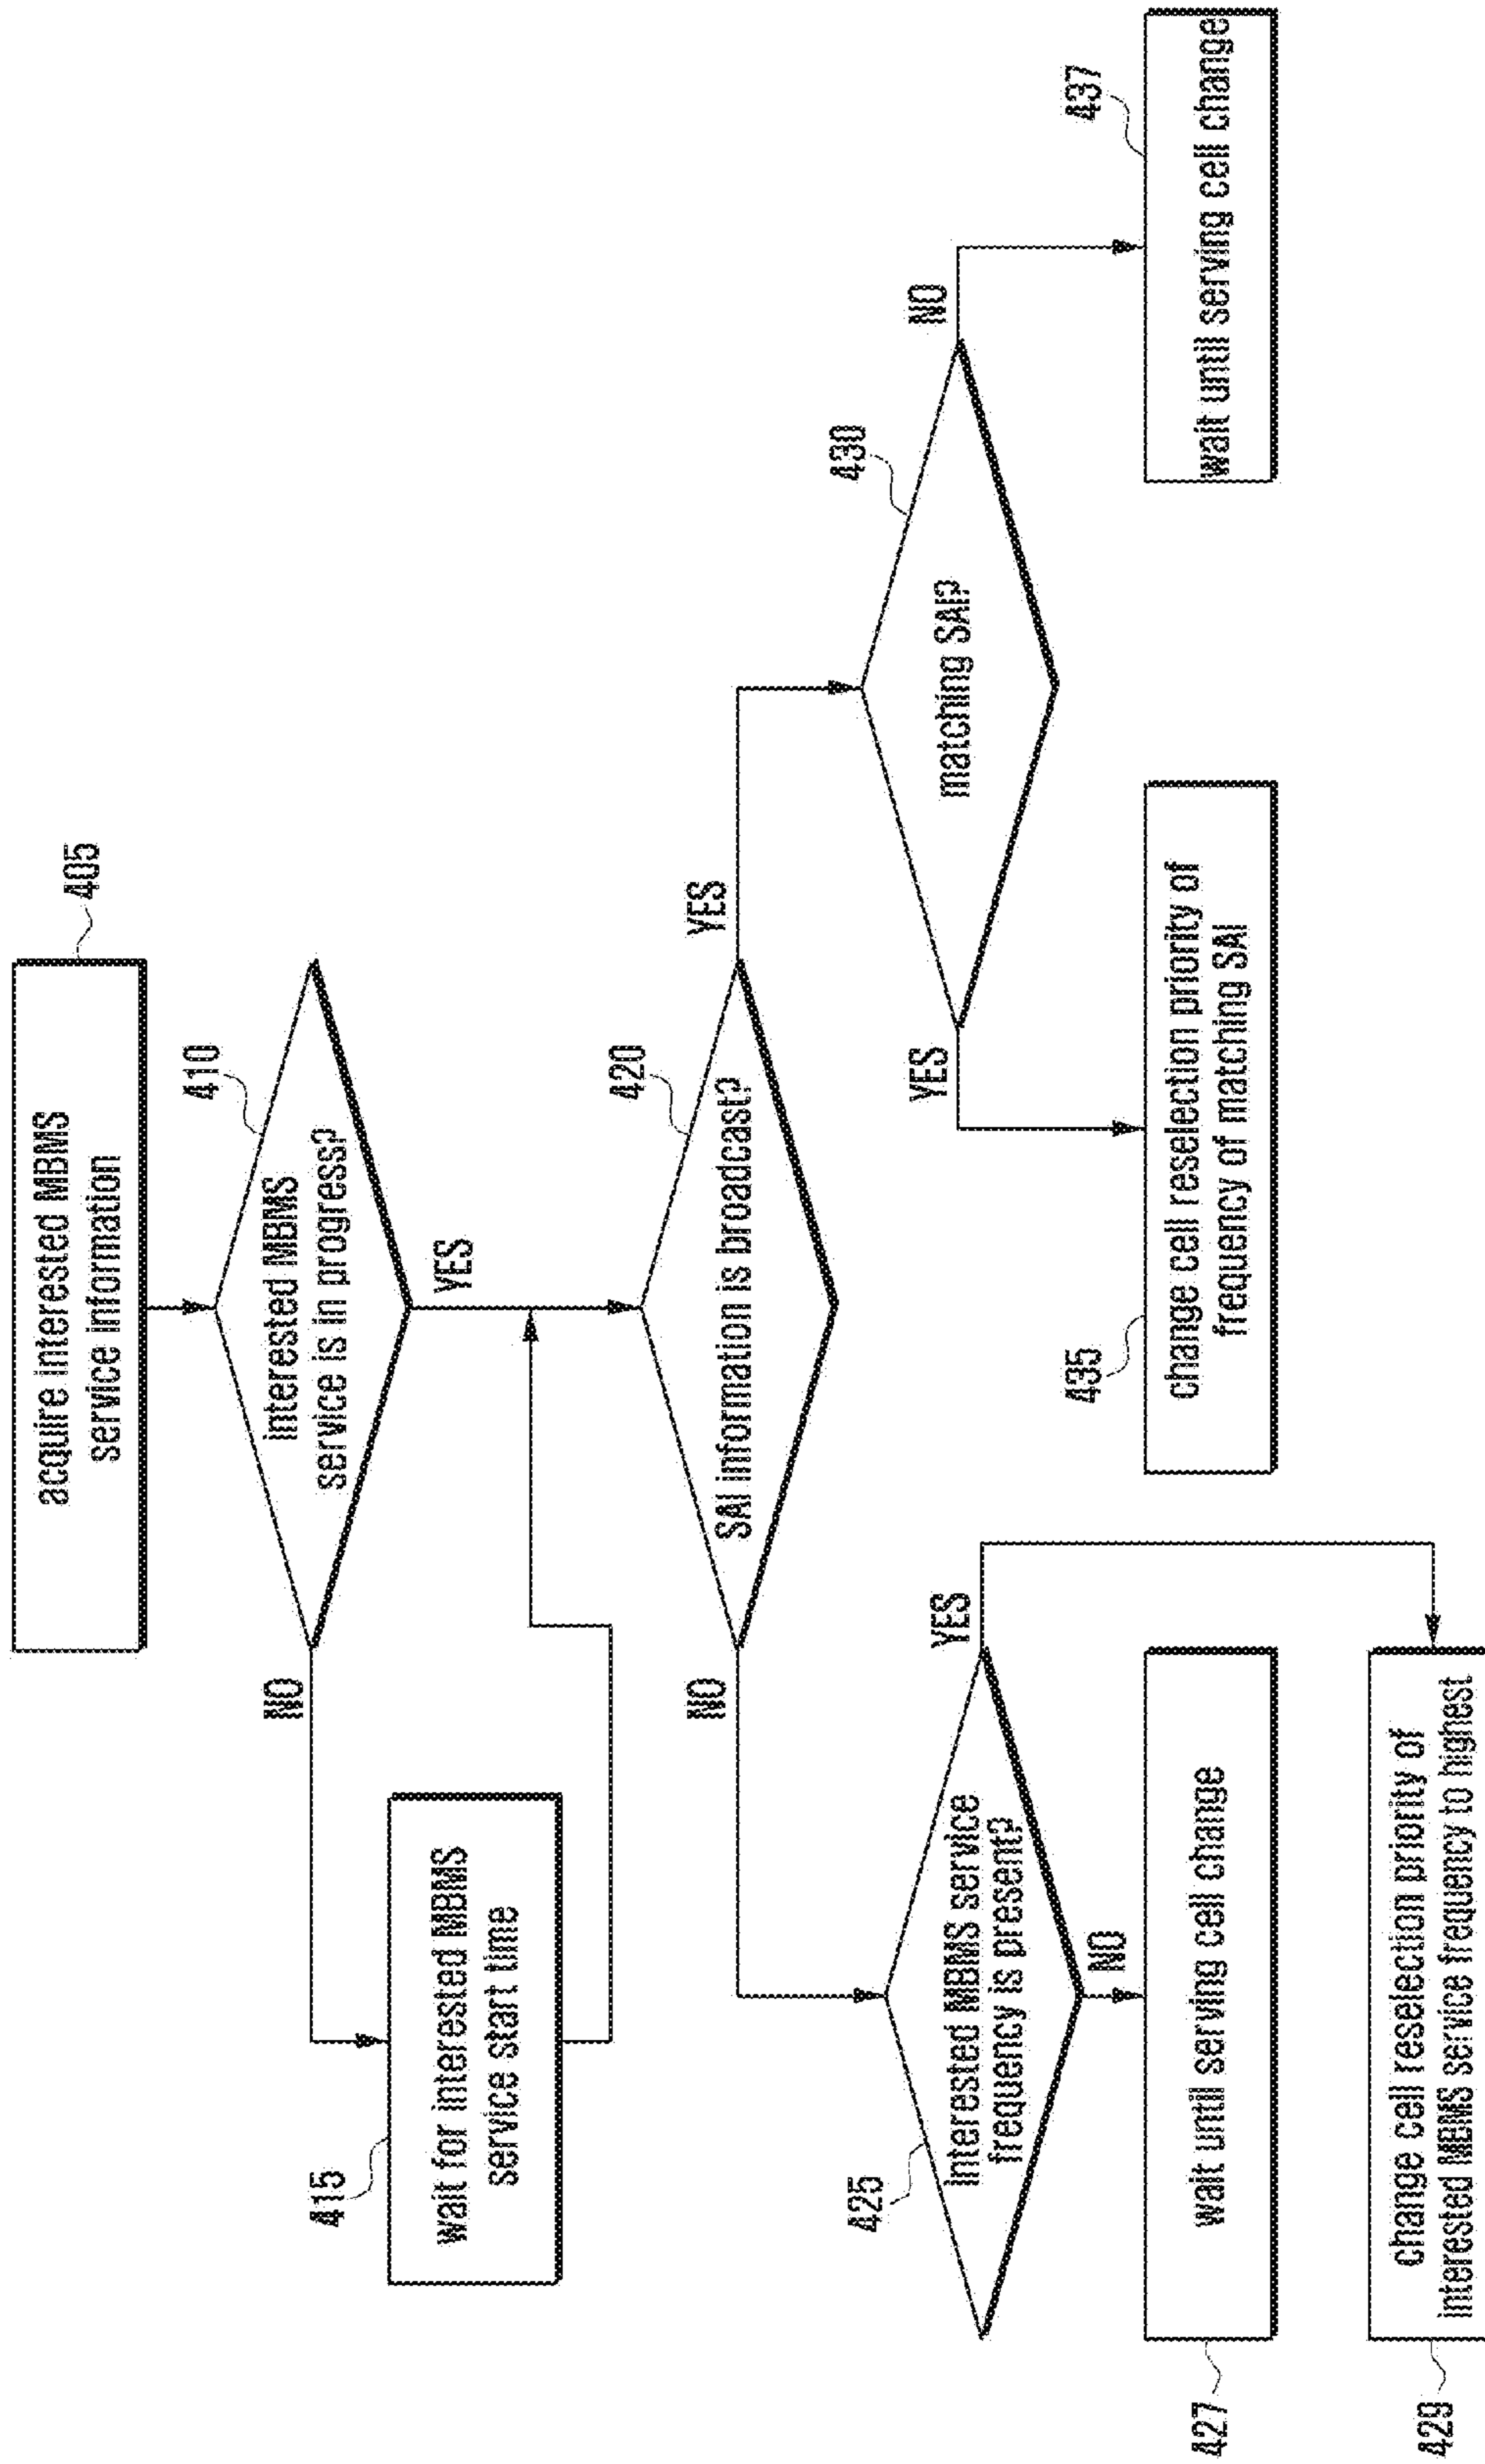 acquire interested MBMS
service information
405
410
interested MBMS
service is in progress?
NO
YES
415
wait for interested MBMS
service start time
420
SAI information is broadcast?
NO
YES
425
Interested MBMS service
frequency is present?
YES
NO
427
wait until serving cell change
429
change cell reselection priority of
interested MBMS service frequency to highest
430
matching SAI?
YES
NO
435
change cell reselection priority of
frequency of matching SAI
437
wait until serving cell change